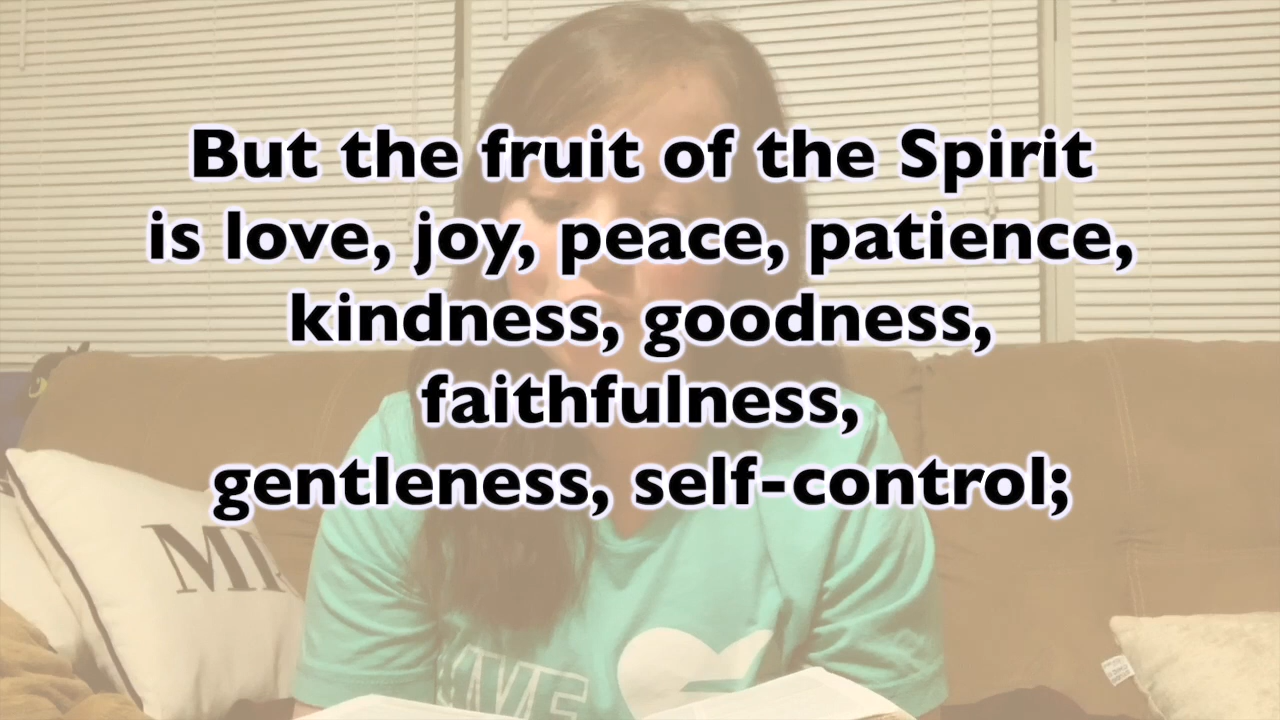 But the fruit of the Spirit
is love, joy, peace, patience,
kindness, goodness,
faithfulness,
gentleness, self-control;